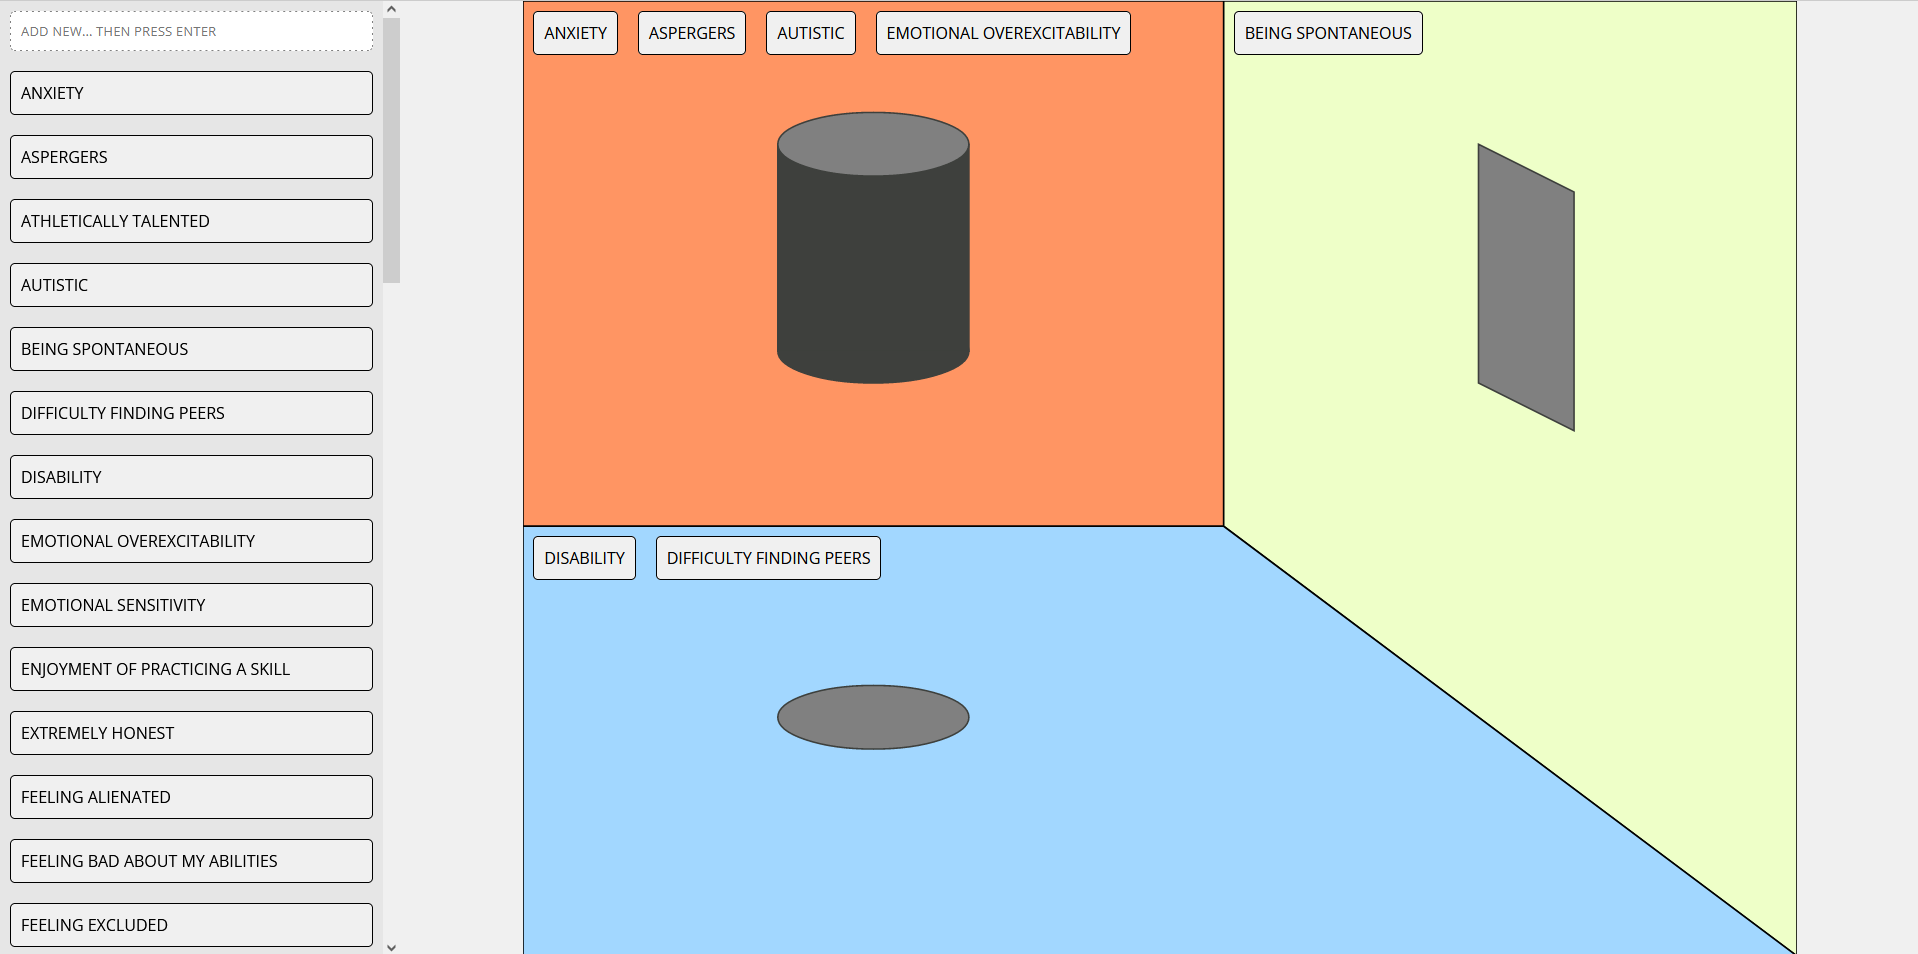 ADD NEW... THEN PRESS ENTER
ANXIETY
ASPERGERS
ATHLETICALLY TALENTED
AUTISTIC
BEING SPONTANEOUS
DIFFICULTY FINDING PEERS
DISABILITY
EMOTIONAL OVEREXCITABILITY
EMOTIONAL SENSITIVITY
ENJOYMENT OF PRACTICING A SKILL
EXTREMELY HONEST
FEELING ALIENATED
FEELING BAD ABOUT MY ABILITIES
FEELING EXCLUDED
ANXIETY
ASPERGERS
AUTISTIC
EMOTIONAL OVEREXCITABILITY
BEING SPONTANEOUS
DISABILITY
DIFFICULTY FINDING PEERS